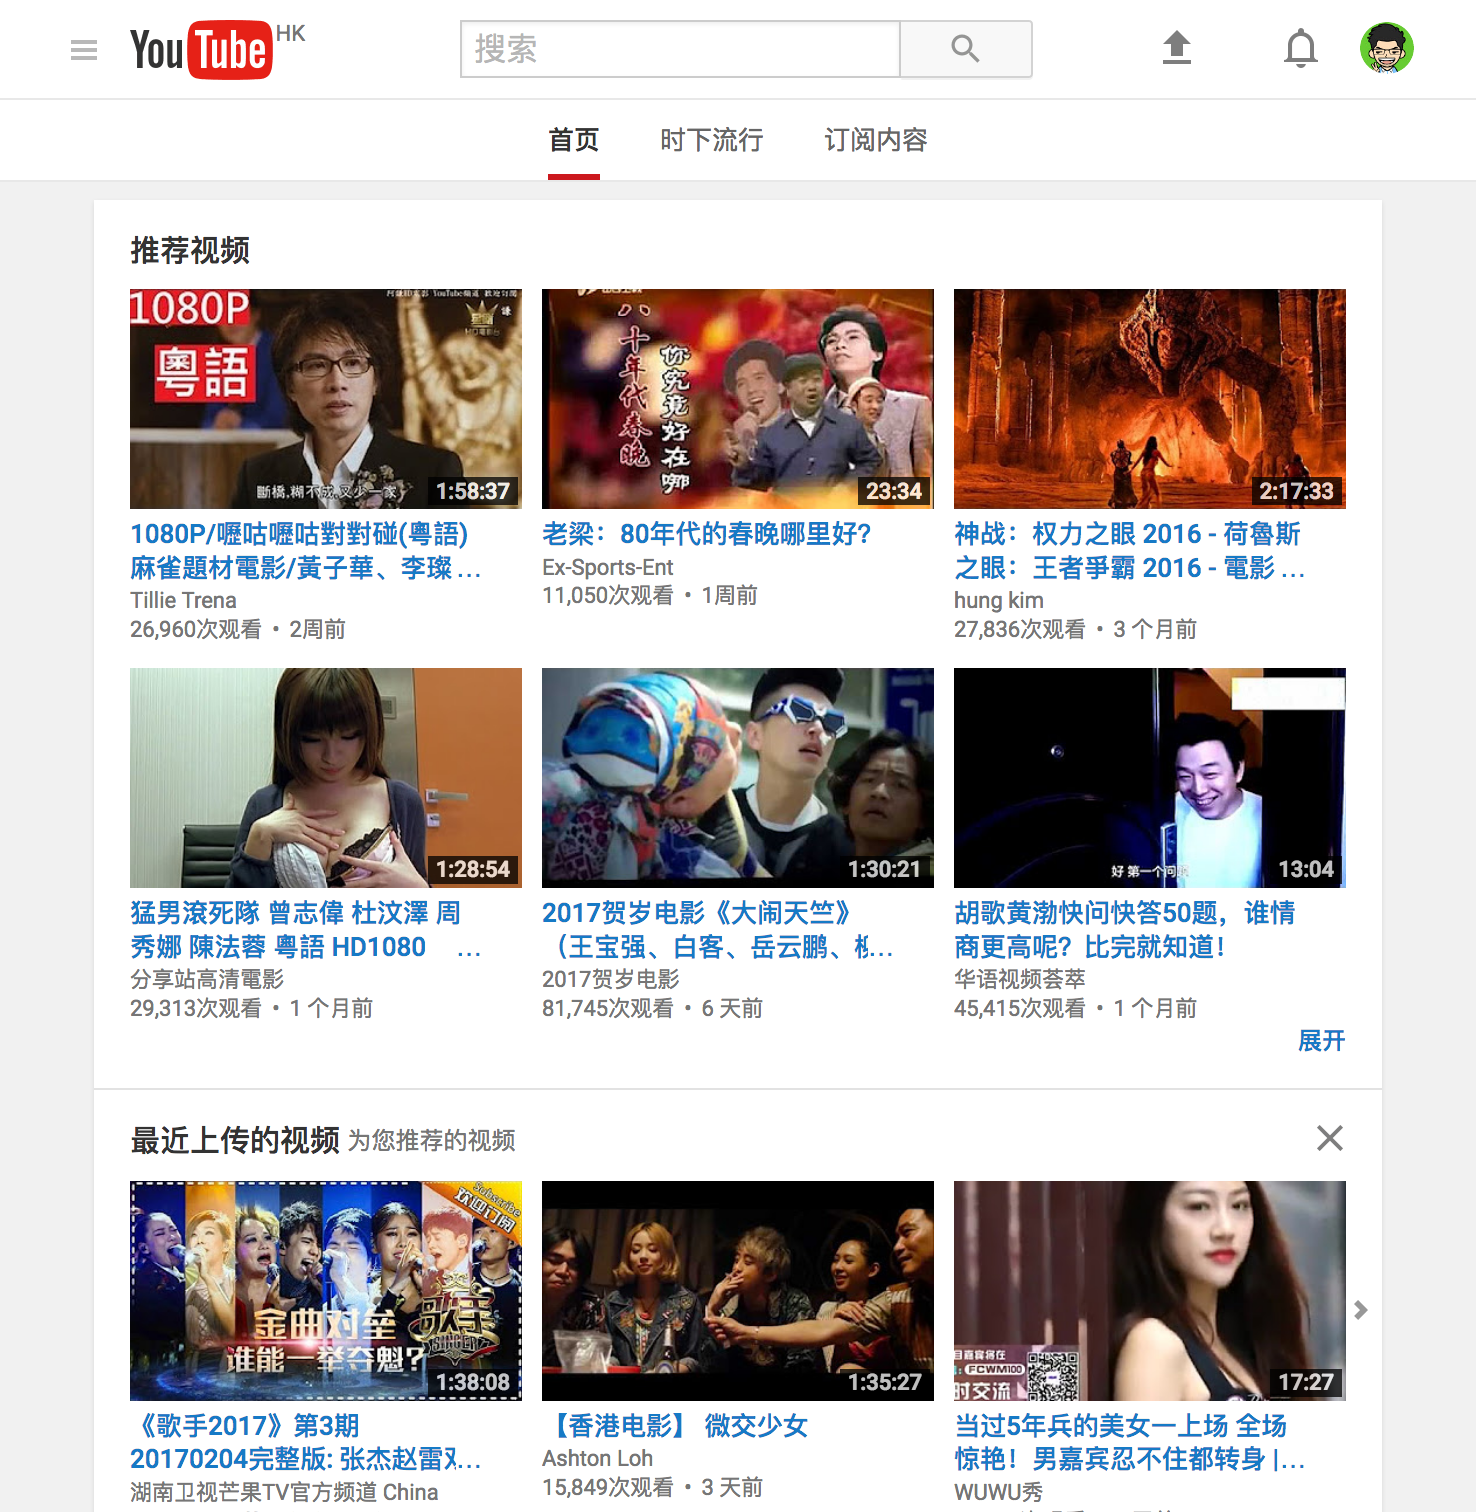 YouTube HK
搜索
首页 时下流行 订阅内容
推荐视频
1080P
粵語
斷橋,糊不成,又少一家
1:58:37
八十年代春晚
你究竟好在哪
23:34
2:17:33
1080P/嚦咕嚦咕對對碰(粵語)
麻雀題材電影/黃子華、李璨...
Tillie Trena
26,960次观看 • 2周前
老梁：80年代的春晚哪里好?
Ex-Sports-Ent
11,050次观看 • 1周前
神战：权力之眼 2016 - 荷魯斯
之眼：王者爭霸 2016 - 電影 ...
hung kim
27,836次观看 • 3 个月前
1:28:54
1:30:21
好 第一个问题
13:04
猛男滾死隊 曾志偉 杜汶澤 周
秀娜 陳法蓉 粵語 HD1080 ...
分享站高清電影
29,313次观看 • 1 个月前
2017贺岁电影《大闹天竺》
（王宝强、白客、岳云鹏、柳...
2017贺岁电影
81,745次观看 • 6 天前
胡歌黄渤快问快答50题，谁情
商更高呢？比完就知道！
华语视频荟萃
45,415次观看 • 1 个月前
展开
最近上传的视频 为您推荐的视频
Subscribe
欢迎订阅
歌手
SINGER
金曲对垒
谁能一举夺魁?
1:38:08
1:35:27
目嘉宾将在
: FCWM100
时交流
17:27
《歌手2017》第3期
20170204完整版: 张杰赵雷邓...
湖南卫视芒果TV官方频道 China
【香港电影】 微交少女
Ashton Loh
15,849次观看 • 3 天前
当过5年兵的美女一上场 全场
惊艳！男嘉宾忍不住都转身 |...
WUWU秀